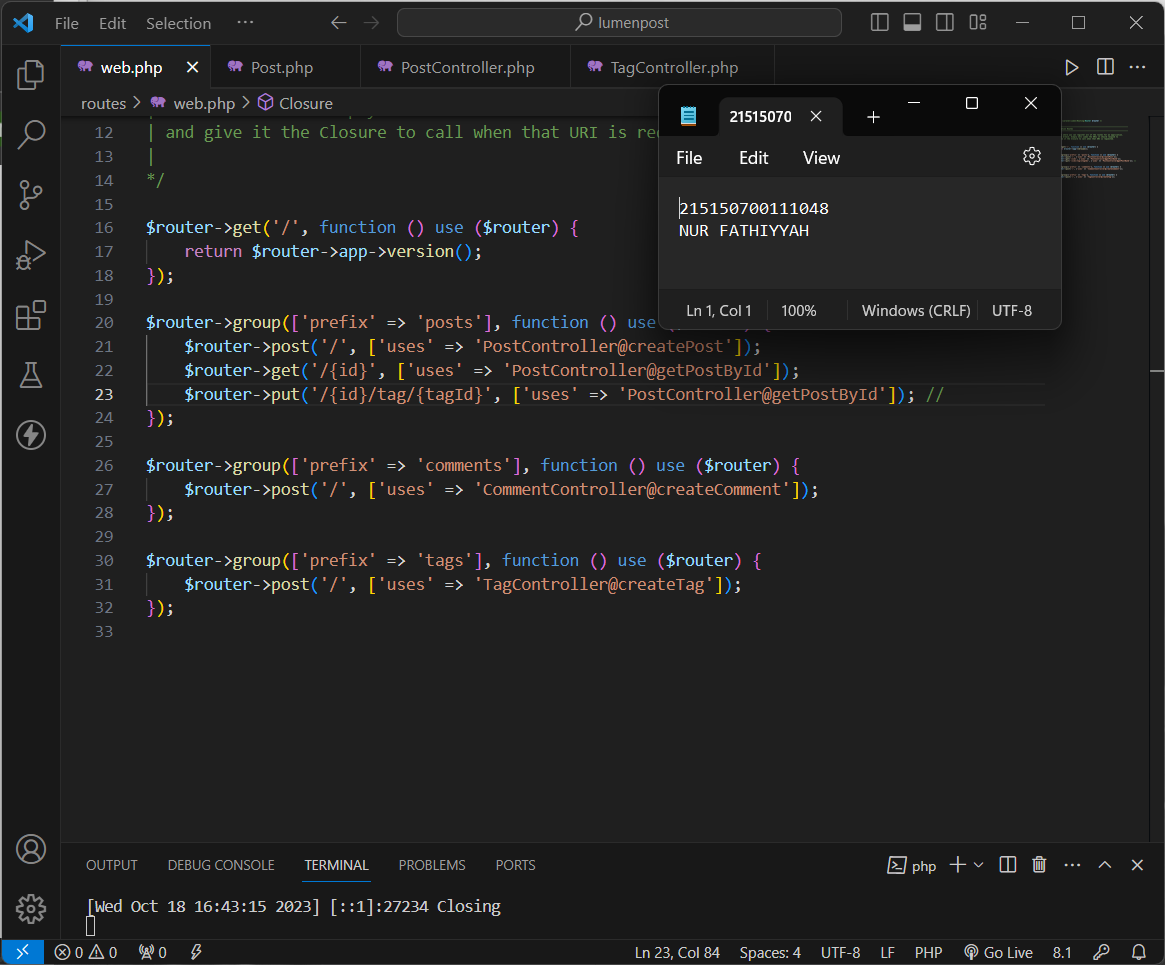 File Edit Selection ··· lumenpost
web.php Post.php PostController.php TagController.php
routes > web.php > Closure
12 | and give it the Closure to call when that URI is
13 |
14 */
15
16 $router->get('/', function () use ($router) {
17 return $router->app->version();
18 });
19
20 $router->group(['prefix' => 'posts'], function () use
21 $router->post('/', ['uses' => 'PostController@createPost']);
22 $router->get('/{id}', ['uses' => 'PostController@getPostById']);
23 $router->put('/{id}/tag/{tagId}', ['uses' => 'PostController@getPostById']); //
24 });
25
26 $router->group(['prefix' => 'comments'], function () use ($router) {
27 $router->post('/', ['uses' => 'CommentController@createComment']);
28 });
29
30 $router->group(['prefix' => 'tags'], function () use ($router) {
31 $router->post('/', ['uses' => 'TagController@createTag']);
32 });
33
21515070
File Edit View
215150700111048
NUR FATHIYYAH
Ln 1, Col 1 100% Windows (CRLF) UTF-8
OUTPUT DEBUG CONSOLE TERMINAL PROBLEMS PORTS php
[Wed Oct 18 16:43:15 2023] [::1]:27234 Closing
0 0 0 Ln 23, Col 84 Spaces: 4 UTF-8 LF PHP Go Live 8.1